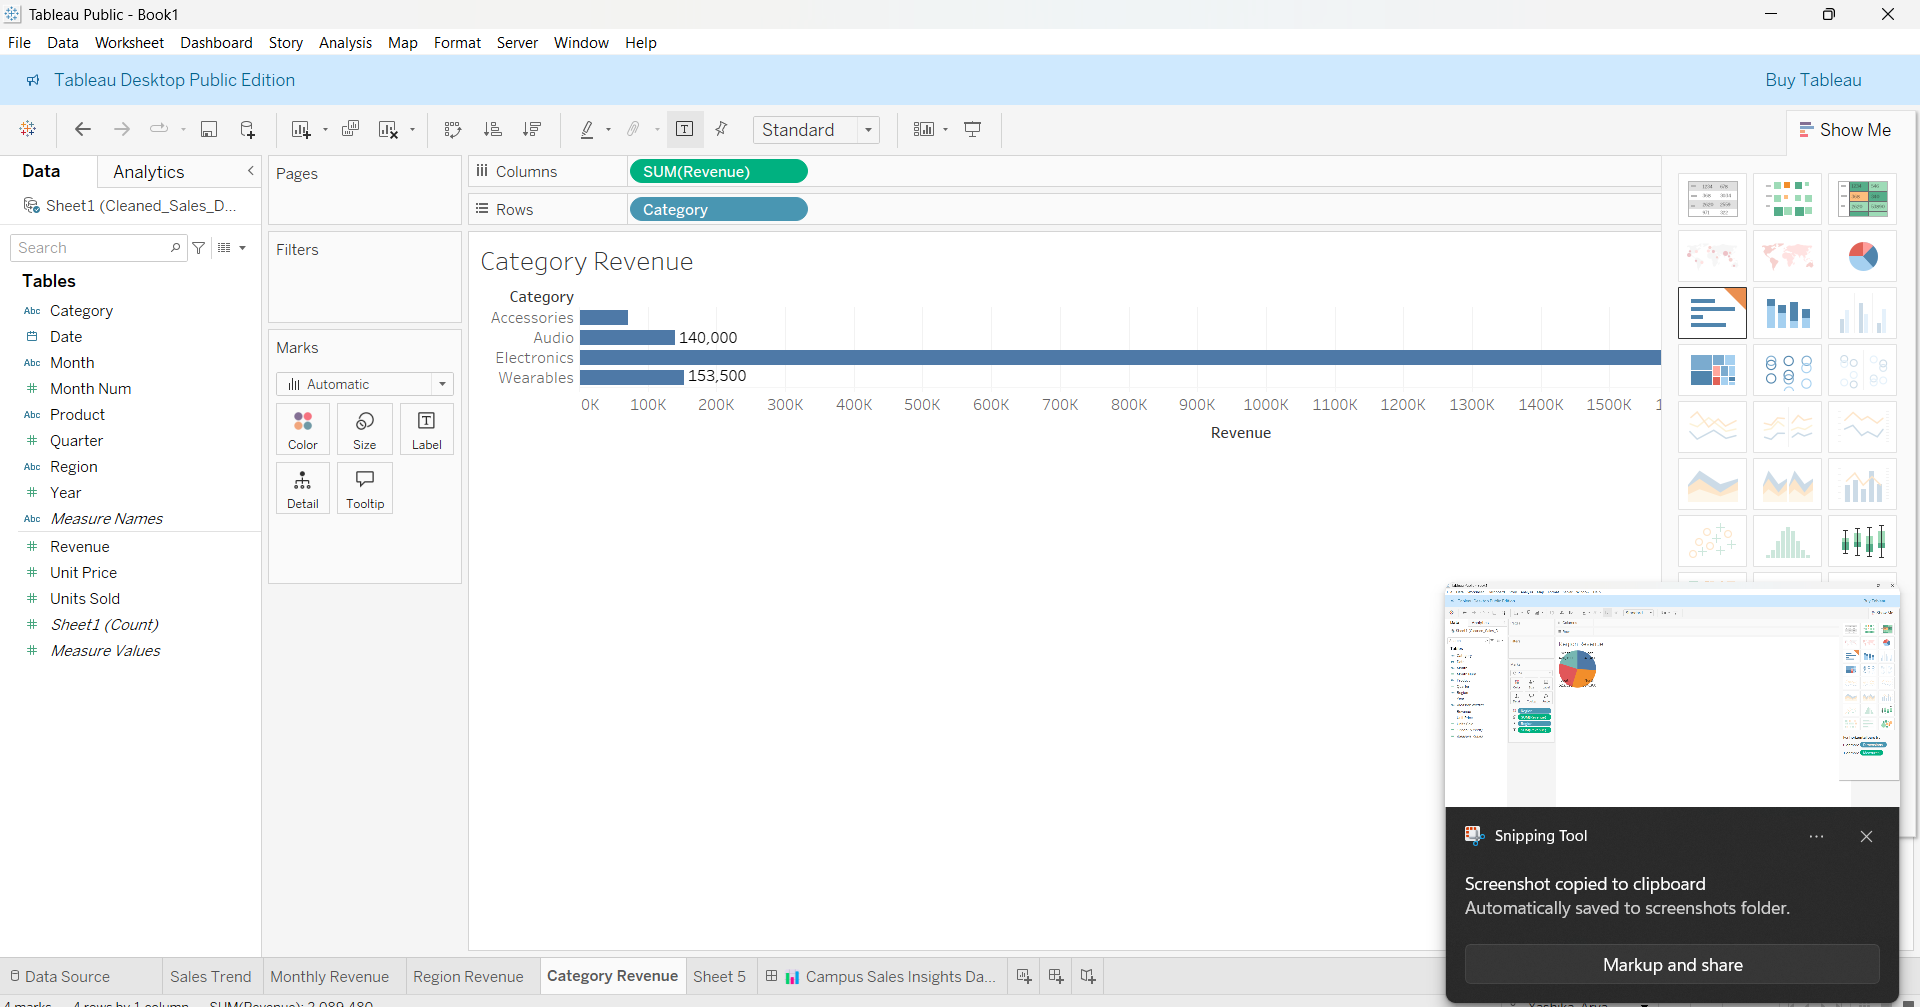 Tableau Public - Book1
File Data Worksheet Dashboard Story Analysis Map Format Server Window Help
Tableau Desktop Public Edition
Buy Tableau
Standard
Show Me
Data
Analytics
Sheet1 (Cleaned_Sales_D...
Search
Tables
Abc Category
Date
Abc Month
Month Num
Abc Product
Quarter
Abc Region
Year
Abc Measure Names
Revenue
Unit Price
Units Sold
Sheet1 (Count)
Measure Values
Pages
Filters
Marks
Automatic
Color
Size
Label
Detail
Tooltip
Columns
SUM(Revenue)
Rows
Category
Category Revenue
Category
Accessories
Audio
140,000
Electronics
Wearables
153,500
0K 100K 200K 300K 400K 500K 600K 700K 800K 900K 1000K 1100K 1200K 1300K 1400K 1500K
Revenue
Snipping Tool
Screenshot copied to clipboard
Automatically saved to screenshots folder.
Markup and share
Data Source
Sales Trend
Monthly Revenue
Region Revenue
Category Revenue
Sheet 5
Campus Sales Insights Da...
4 marks 4 rows by 1 column SUM(Revenue): 2,089,480